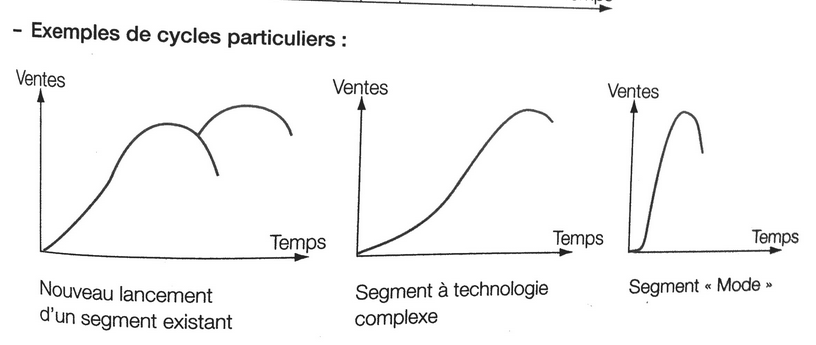 – Exemples de cycles particuliers :
Ventes
Temps
Nouveau lancement
d'un segment existant
Ventes
Temps
Segment à technologie
complexe
Ventes
Temps
Segment « Mode »